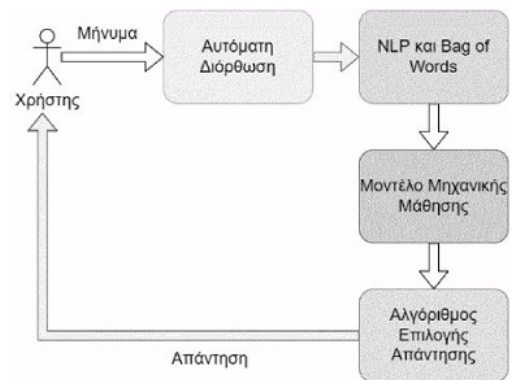 Μήνυμα
Χρήστης
Αυτόματη
Διόρθωση
NLP και Bag of
Words
Μοντέλο Μηχανικής
Μάθησης
Αλγόριθμος
Επιλογής
Απάντησης
Απάντηση